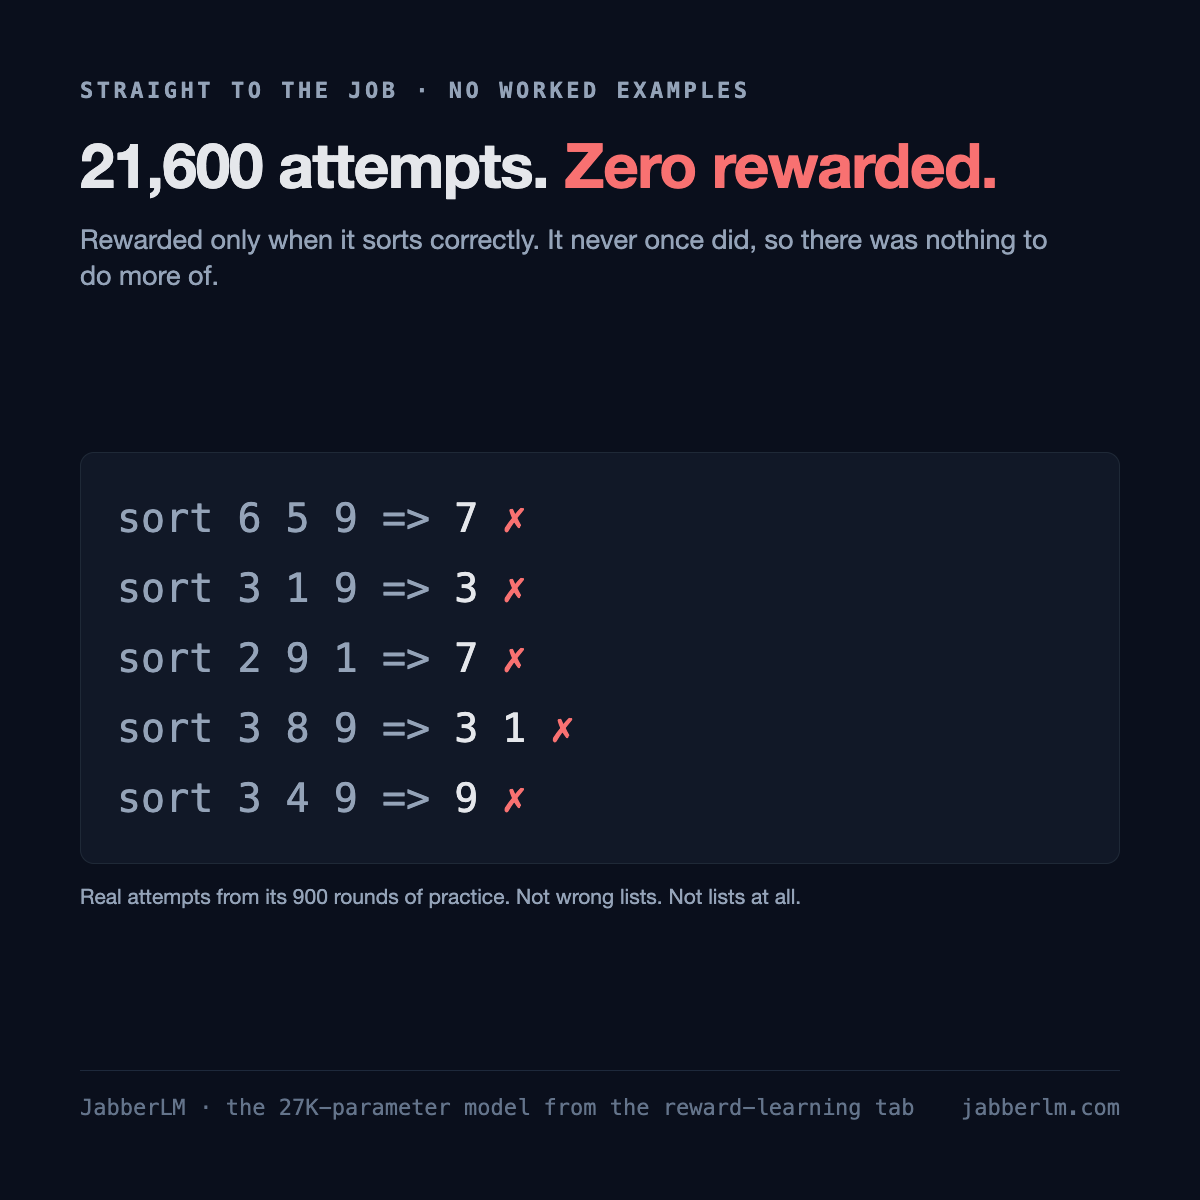 STRAIGHT TO THE JOB · NO WORKED EXAMPLES
21,600 attempts. Zero rewarded.
Rewarded only when it sorts correctly. It never once did, so there was nothing to
do more of.
sort 6 5 9 => 7 ✗
sort 3 1 9 => 3 ✗
sort 2 9 1 => 7 ✗
sort 3 8 9 => 3 1 ✗
sort 3 4 9 => 9 ✗
Real attempts from its 900 rounds of practice. Not wrong lists. Not lists at all.
JabberLM · the 27K-parameter model from the reward-learning tab jabberlm.com